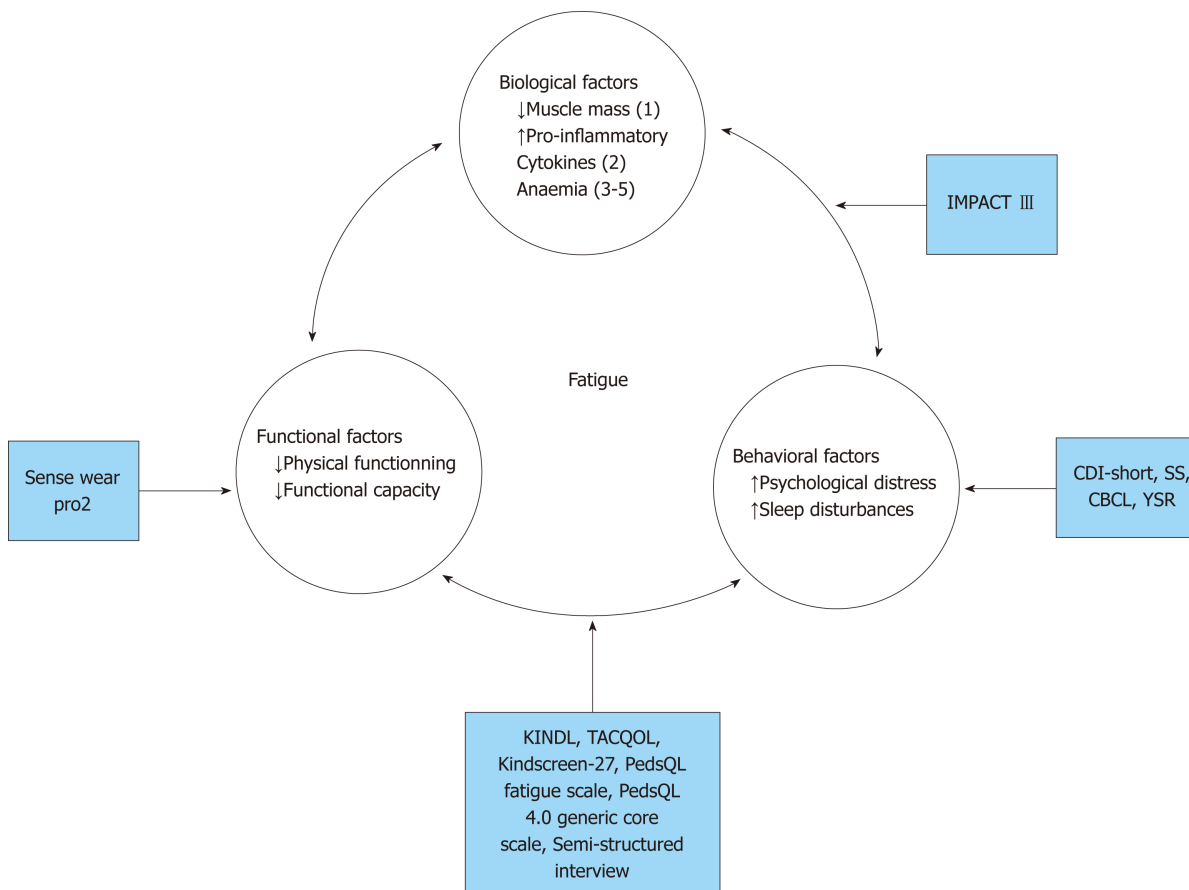 Biological factors
↓Muscle mass (1)
↑Pro-inflammatory
Cytokines (2)
Anaemia (3-5)
IMPACT Ⅲ
Fatigue
Functional factors
↓Physical functionning
↓Functional capacity
Sense wear
pro2
Behavioral factors
↑Psychological distress
↑Sleep disturbances
CDI-short, SS,
CBCL, YSR
KINDL, TACQOL,
Kindscreen-27, PedsQL
fatigue scale, PedsQL
4.0 generic core
scale, Semi-structured
interview